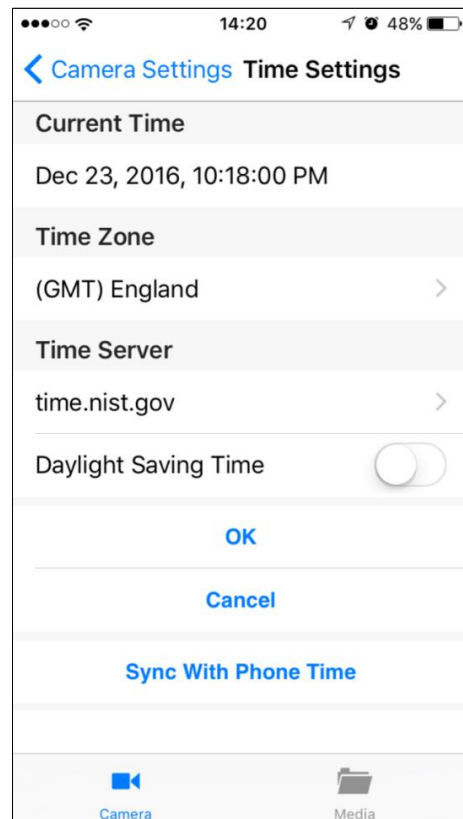 14:20 48%
Camera Settings Time Settings
Current Time
Dec 23, 2016, 10:18:00 PM
Time Zone
(GMT) England
Time Server
time.nist.gov
Daylight Saving Time
OK
Cancel
Sync With Phone Time
Camera Media